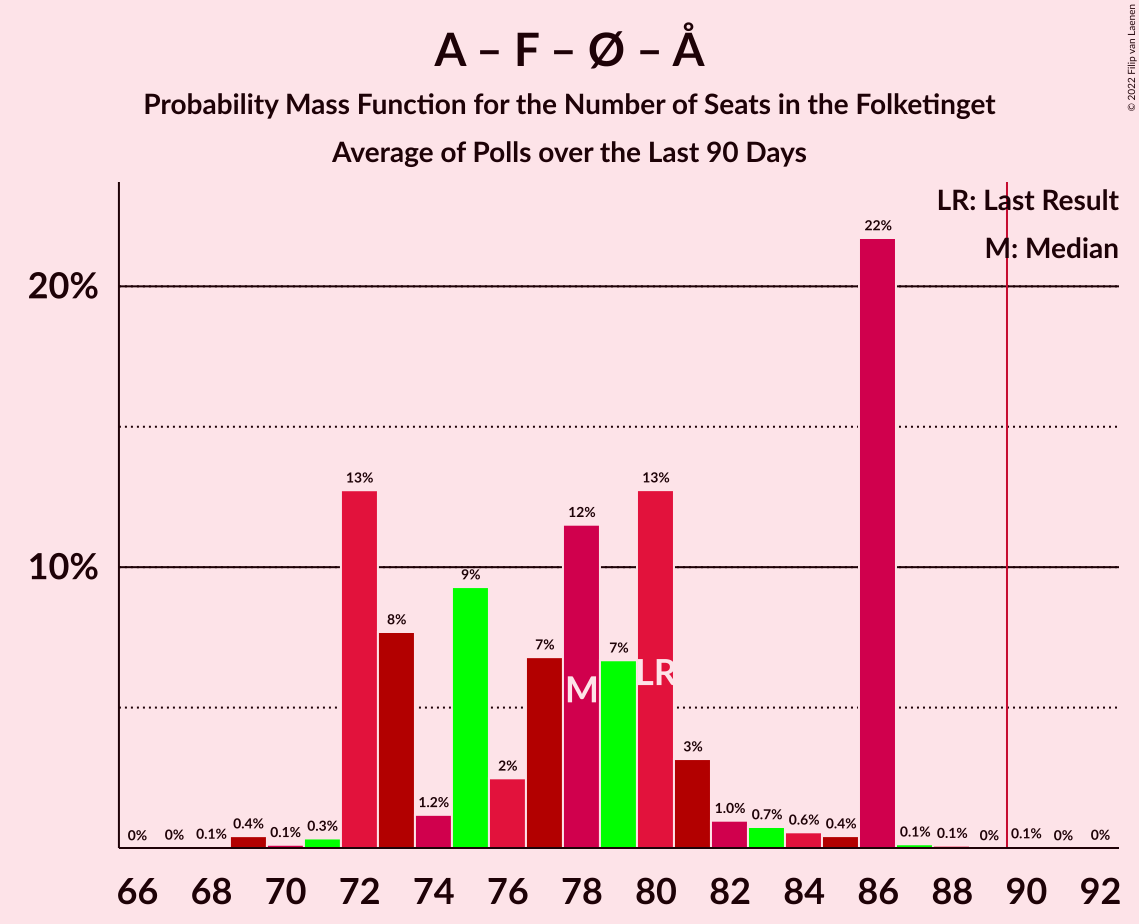 A – F – Ø – Å
Probability Mass Function for the Number of Seats in the Folketinget
Average of Polls over the Last 90 Days
© 2022 Filip van Laenen
LR: Last Result
M: Median
20%
10%
0% 0% 0.1% 0.4% 0.1% 0.3% 13% 8% 1.2% 9% 2% 7% 12% 7% 13% 3% 1.0% 0.7% 0.6% 0.4% 22% 0.1% 0.1% 0% 0.1% 0% 0%
M LR
66 68 70 72 74 76 78 80 82 84 86 88 90 92